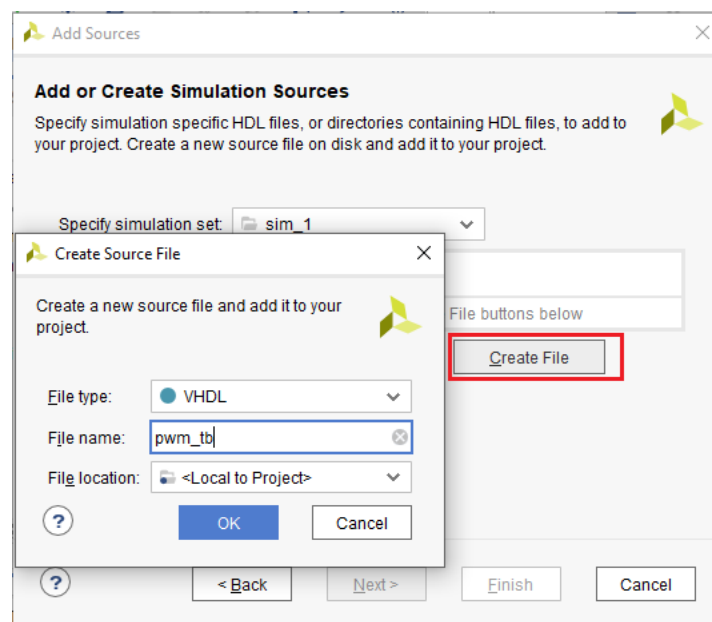 Add Sources
Add or Create Simulation Sources
Specify simulation specific HDL files, or directories containing HDL files, to add to
your project. Create a new source file on disk and add it to your project.
Specify simulation set: sim_1
Create Source File
Create a new source file and add it to your
project.
File buttons below
Create File
File type: VHDL
File name: pwm_tb
File location: <Local to Project>
? OK Cancel
? < Back Next > Finish Cancel